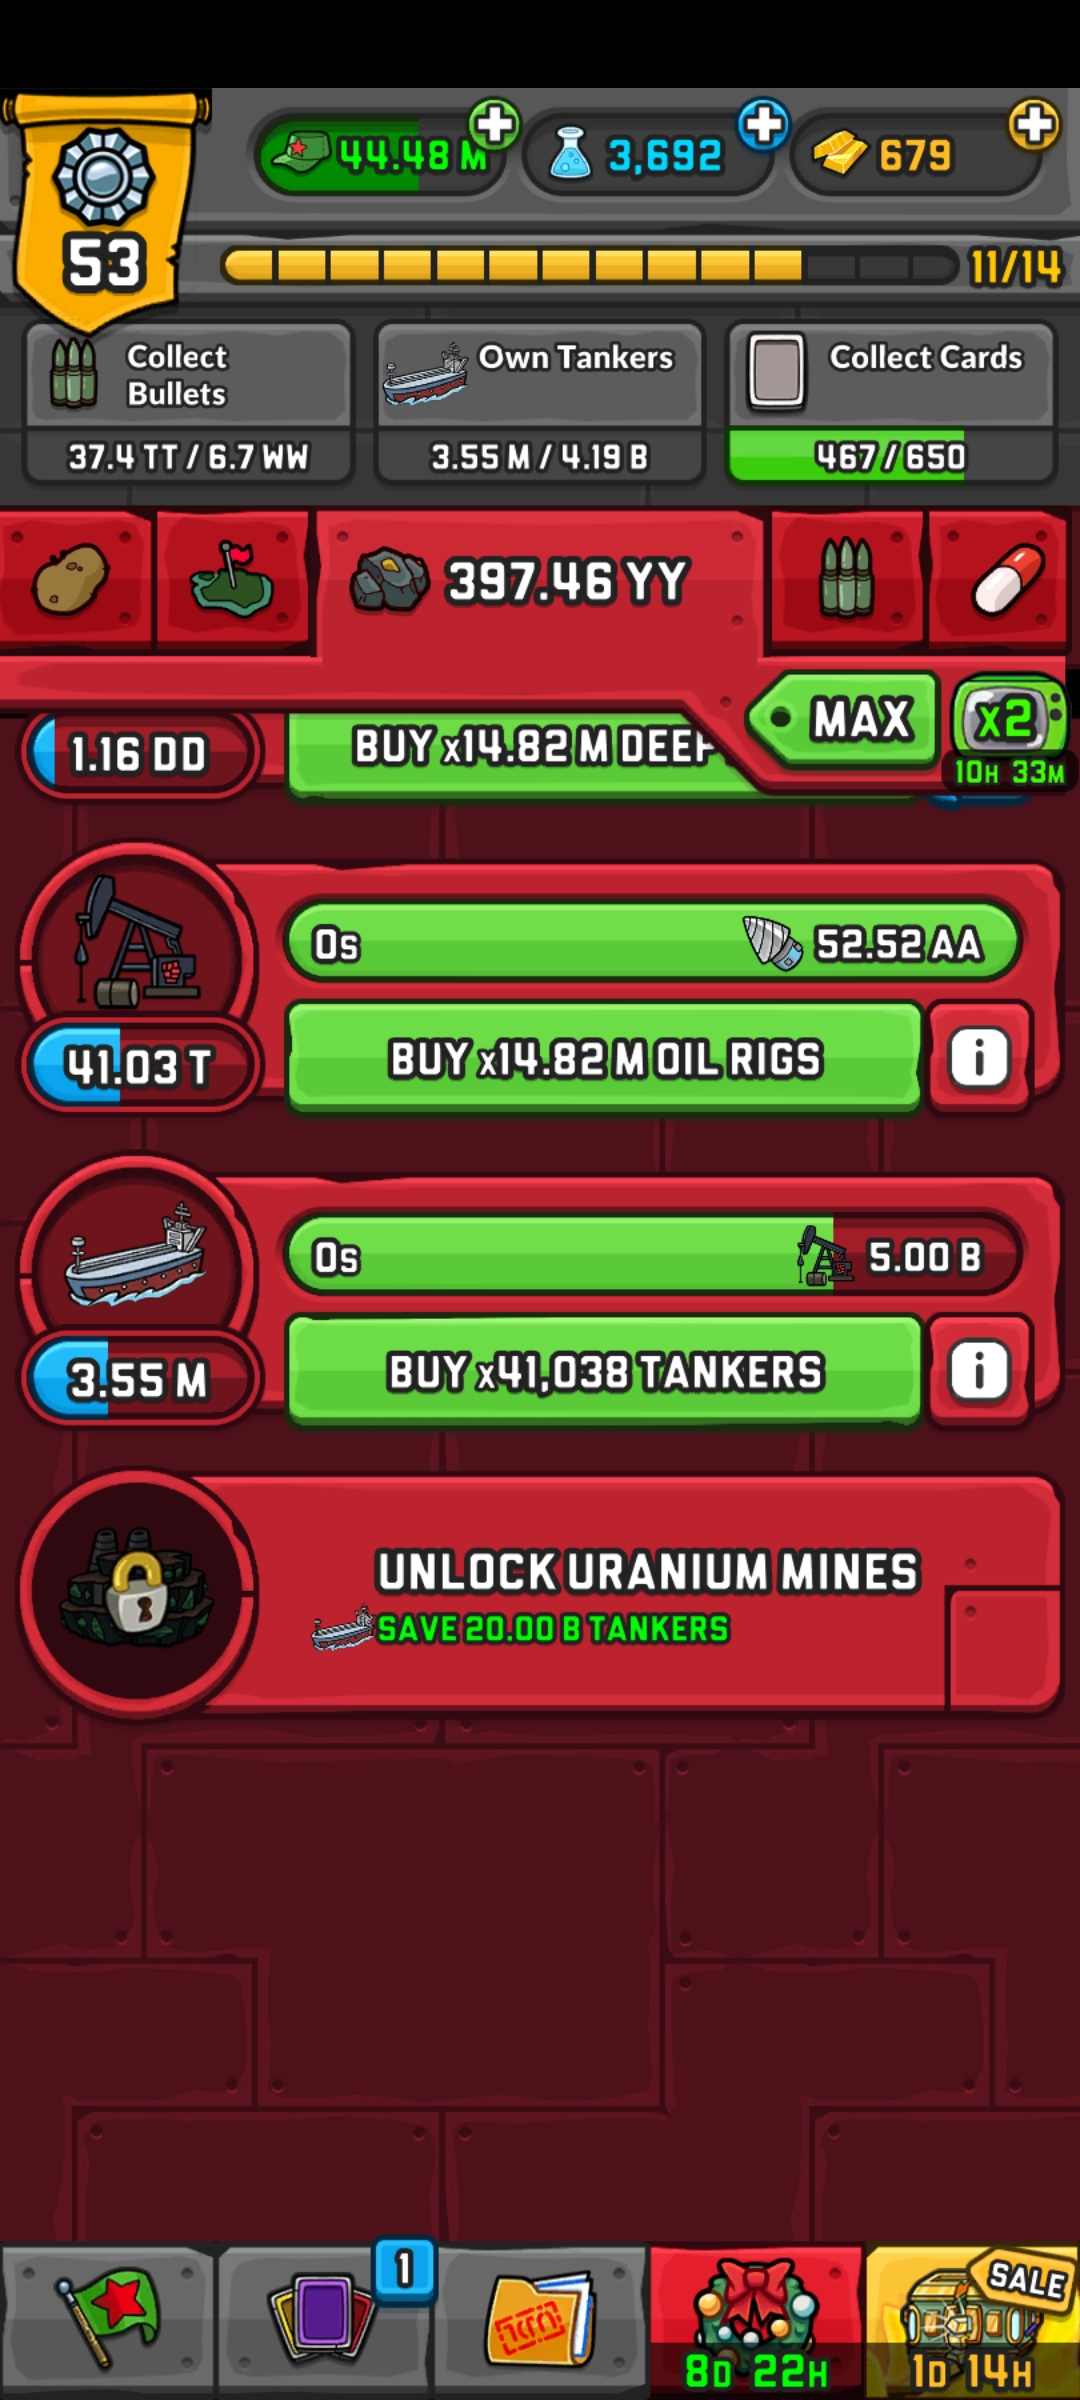 53
44.48 M
3,692
679
11/14
Collect
Bullets
37.4 TT / 6.7 WW
Own Tankers
3.55 M / 4.19 B
Collect Cards
467 / 650
397.46 YY
MAX
x2
10H 33M
1.16 DD
BUY x14.82 M DEEP
0s
52.52 AA
41.03 T
BUY x14.82 M OIL RIGS
i
0s
5.00 B
3.55 M
BUY x41,038 TANKERS
i
UNLOCK URANIUM MINES
SAVE 20.00 B TANKERS
1
8D 22H
SALE
1D 14H